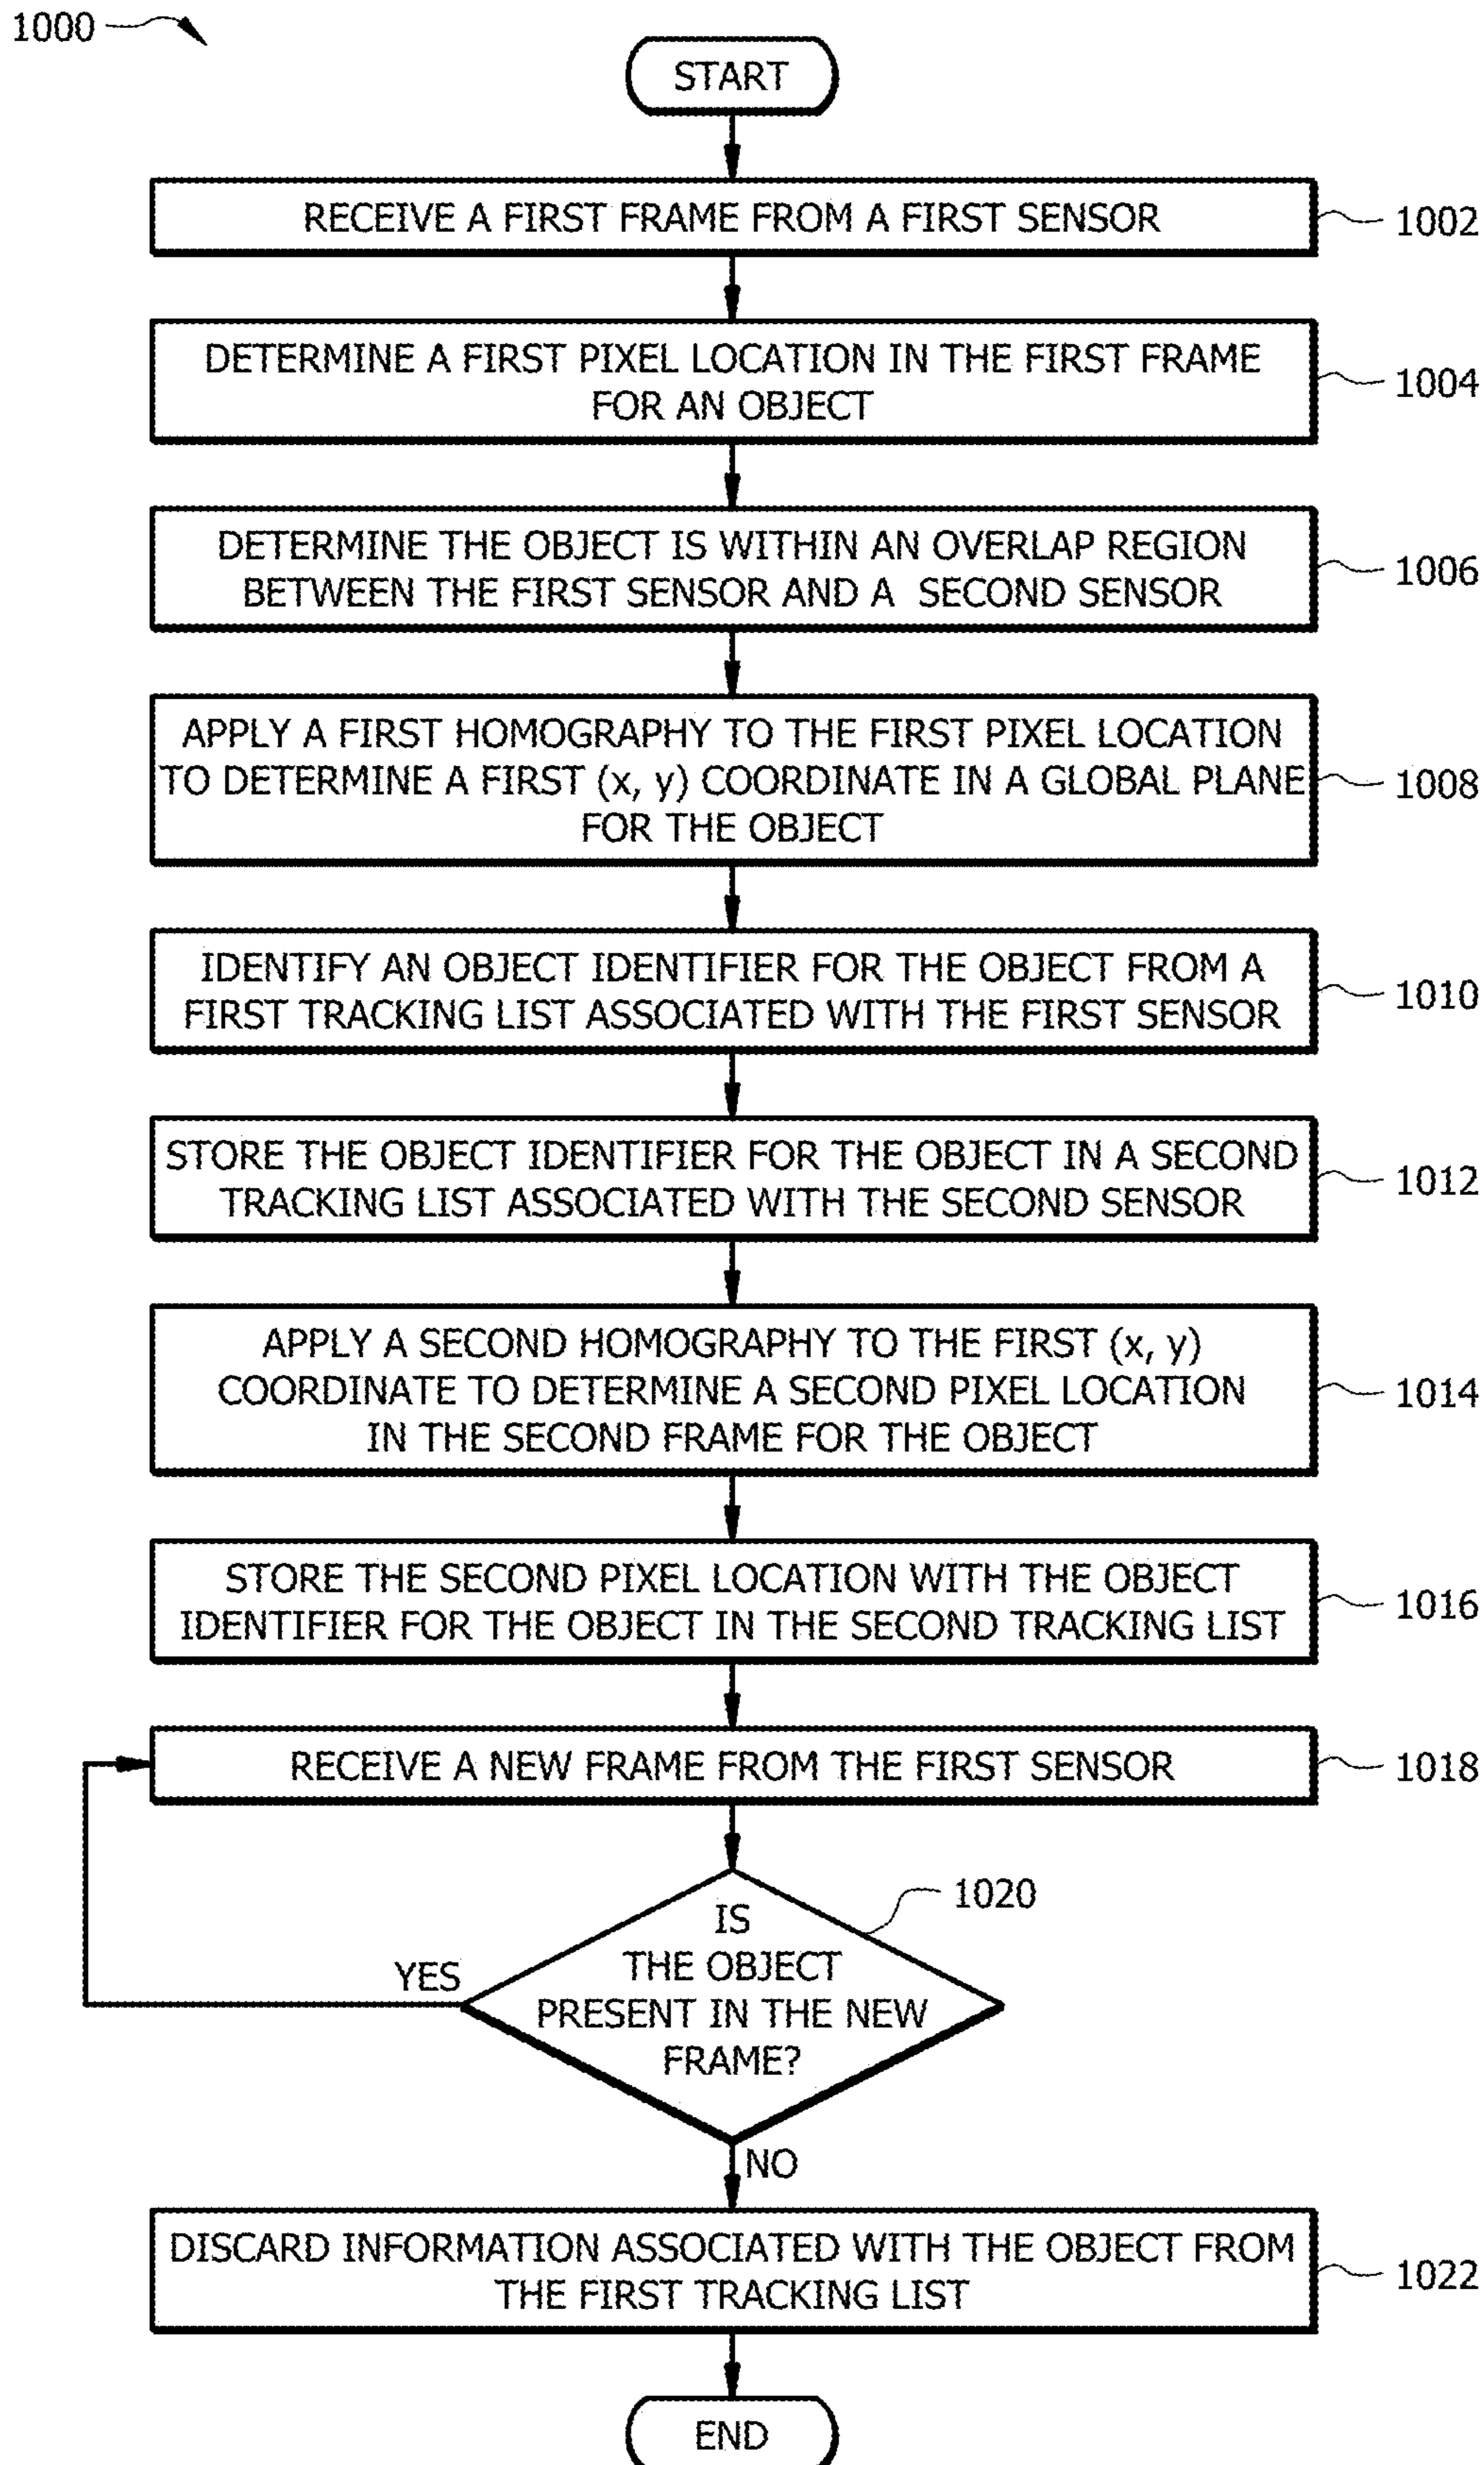 1000
START
RECEIVE A FIRST FRAME FROM A FIRST SENSOR
1002
DETERMINE A FIRST PIXEL LOCATION IN THE FIRST FRAME
FOR AN OBJECT
1004
DETERMINE THE OBJECT IS WITHIN AN OVERLAP REGION
BETWEEN THE FIRST SENSOR AND A SECOND SENSOR
1006
APPLY A FIRST HOMOGRAPHY TO THE FIRST PIXEL LOCATION
TO DETERMINE A FIRST (x, y) COORDINATE IN A GLOBAL PLANE
FOR THE OBJECT
1008
IDENTIFY AN OBJECT IDENTIFIER FOR THE OBJECT FROM A
FIRST TRACKING LIST ASSOCIATED WITH THE FIRST SENSOR
1010
STORE THE OBJECT IDENTIFIER FOR THE OBJECT IN A SECOND
TRACKING LIST ASSOCIATED WITH THE SECOND SENSOR
1012
APPLY A SECOND HOMOGRAPHY TO THE FIRST (x, y)
COORDINATE TO DETERMINE A SECOND PIXEL LOCATION
IN THE SECOND FRAME FOR THE OBJECT
1014
STORE THE SECOND PIXEL LOCATION WITH THE OBJECT
IDENTIFIER FOR THE OBJECT IN THE SECOND TRACKING LIST
1016
RECEIVE A NEW FRAME FROM THE FIRST SENSOR
1018
IS
THE OBJECT
PRESENT IN THE NEW
FRAME?
1020
YES
NO
DISCARD INFORMATION ASSOCIATED WITH THE OBJECT FROM
THE FIRST TRACKING LIST
1022
END